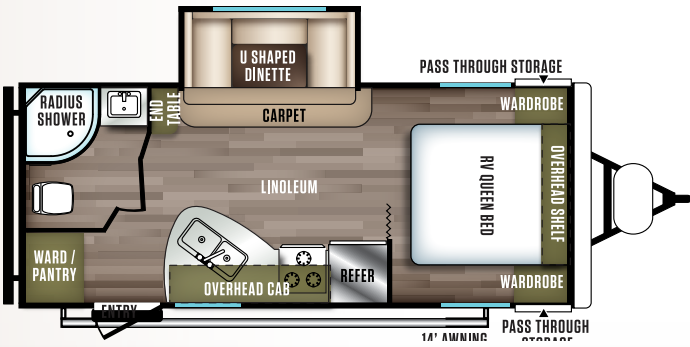 U SHAPED
DINETTE
PASS THROUGH STORAGE
RADIUS
SHOWER
END
TABLE
CARPET
WARDROBE
LINOLEUM
RV QUEEN BED
OVERHEAD SHELF
WARD /
PANTRY
OVERHEAD CAB
REFER
WARDROBE
ENTRY
14' AWNING
PASS THROUGH
STORAGE